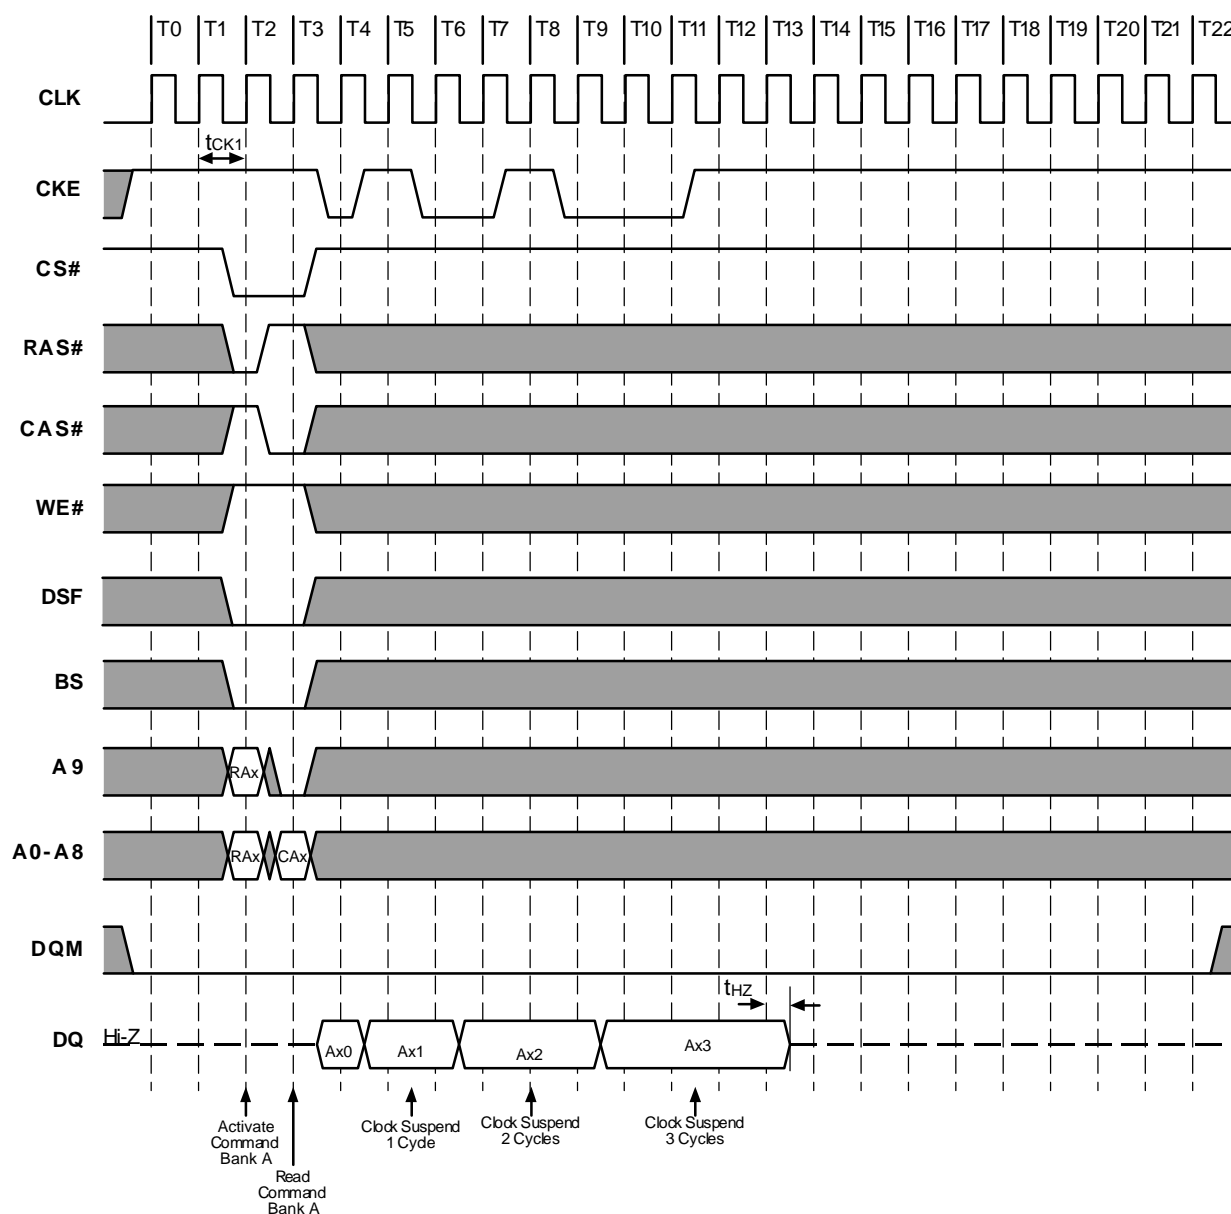 T0 T1 T2 T3 T4 T5 T6 T7 T8 T9 T10 T11 T12 T13 T14 T15 T16 T17 T18 T19 T20 T21 T22
CLK
tCK1
CKE
CS#
RAS#
CAS#
WE#
DSF
BS
A9
RAx
A0-A8
RAx CAx
DQM
tHZ
DQ
Hi-Z
Ax0 Ax1 Ax2 Ax3
Activate
Command
Bank A
Read
Command
Bank A
Clock Suspend
1 Cycle
Clock Suspend
2 Cycles
Clock Suspend
3 Cycles